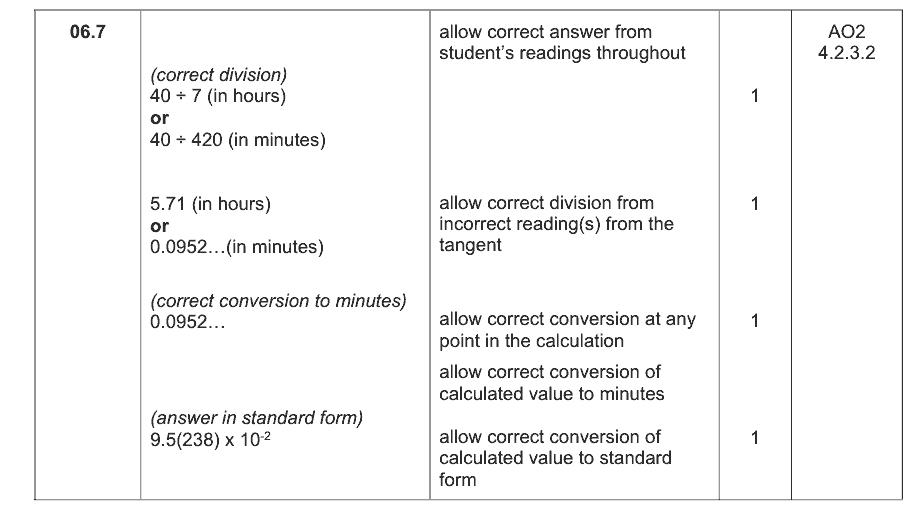 06.7
allow correct answer from
student's readings throughout
AO2
4.2.3.2
(correct division)
40 ÷ 7 (in hours)
or
40 ÷ 420 (in minutes)
1
5.71 (in hours)
or
0.0952…(in minutes)
allow correct division from
incorrect reading(s) from the
tangent
1
(correct conversion to minutes)
0.0952…
allow correct conversion at any
point in the calculation
1
allow correct conversion of
calculated value to minutes
(answer in standard form)
9.5(238) x 10⁻²
allow correct conversion of
calculated value to standard
form
1